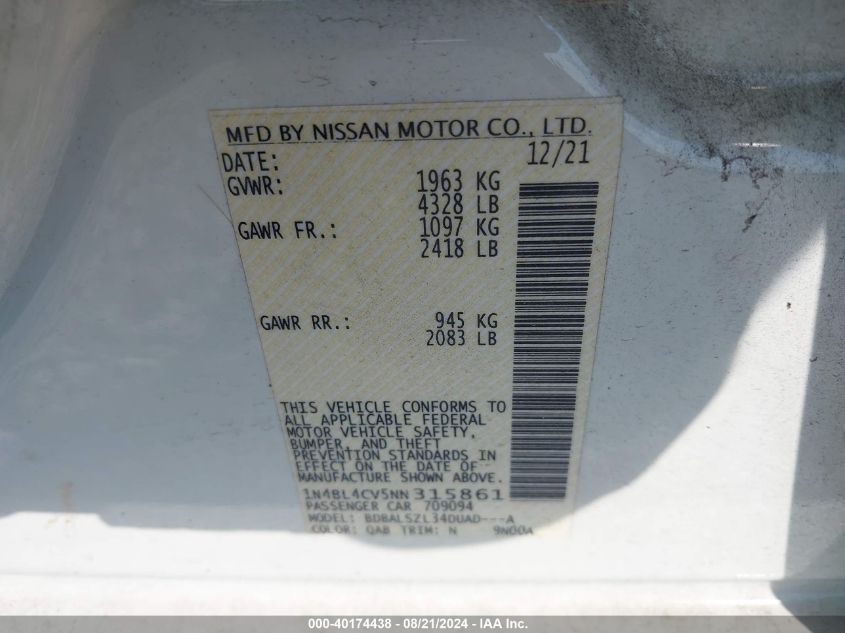 MFD BY NISSAN MOTOR CO., LTD.
DATE: 12/21
GVWR: 1963 KG
4328 LB
GAWR FR.: 1097 KG
2418 LB
GAWR RR.: 945 KG
2083 LB
THIS VEHICLE CONFORMS TO
ALL APPLICABLE FEDERAL
MOTOR VEHICLE SAFETY,
BUMPER, AND THEFT
PREVENTION STANDARDS IN
EFFECT ON THE DATE OF
MANUFACTURE SHOWN ABOVE.
1N4BL4CV5NN315861
PASSENGER CAR 709094
MODEL: BDBALSZL34DUAD---A
COLOR: QAB TRIM: N 9N00A
000-40174438 - 08/21/2024 - IAA Inc.